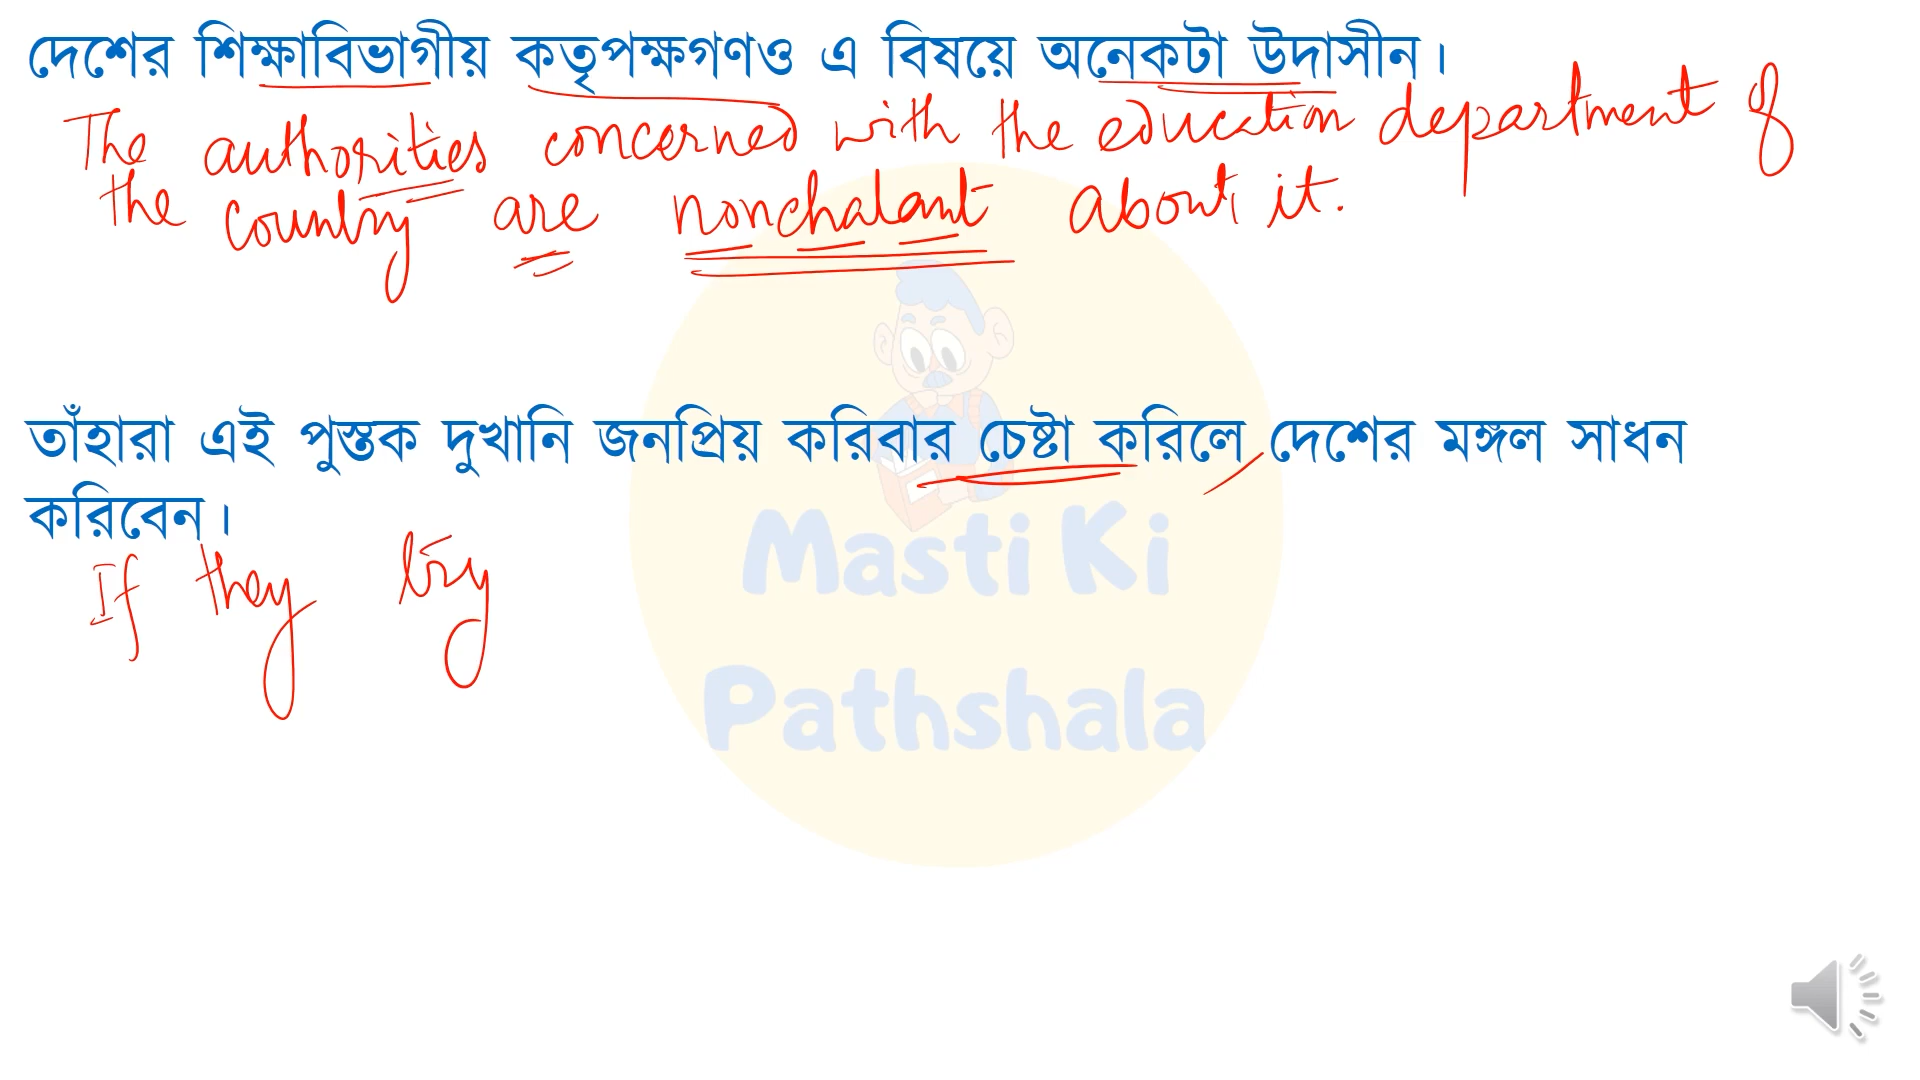 দেশের শিক্ষাবিভাগীয় কতৃপক্ষগণও এ বিষয়ে অনেকটা উদাসীন।
The authorities concerned with the education department of
the country are nonchalant about it.
তাঁহারা এই পুস্তক দুখানি জনপ্রিয় করিবার চেষ্টা করিলে দেশের মঙ্গল সাধন
করিবেন।
If they try
Masti Ki
Pathshala